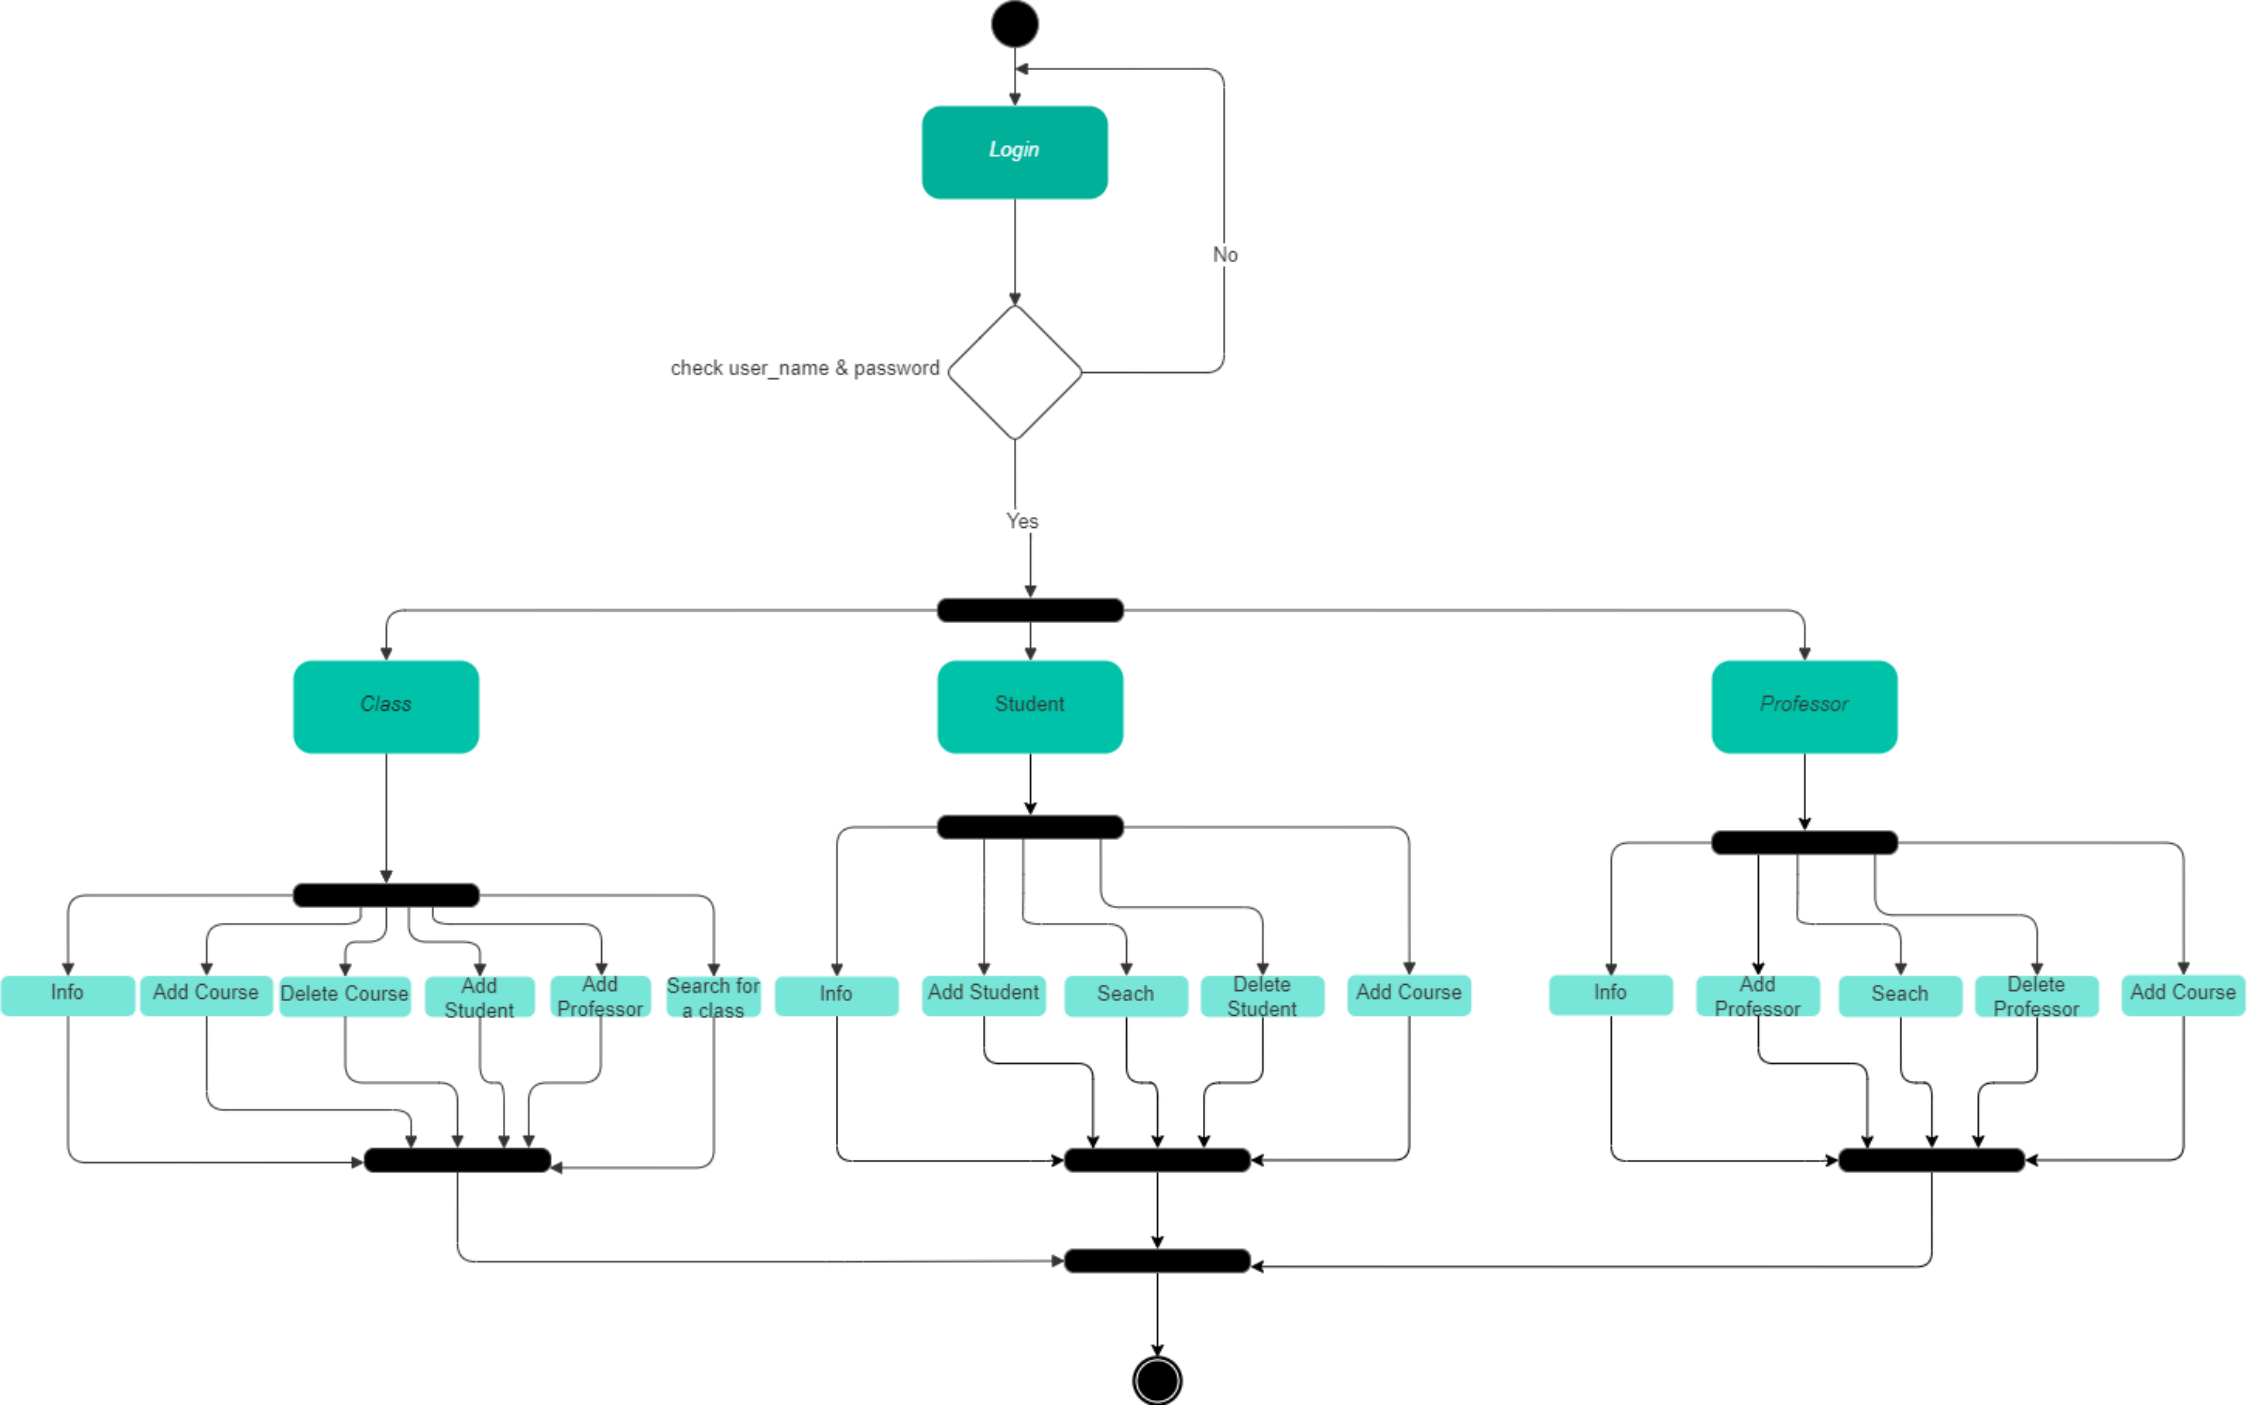 Login
No
check user_name & password
Yes
Class
Student
Professor
Info
Add Course
Delete Course
Add
Student
Add
Professor
Search for
a class
Info
Add Student
Seach
Delete
Student
Add Course
Info
Add
Professor
Seach
Delete
Professor
Add Course